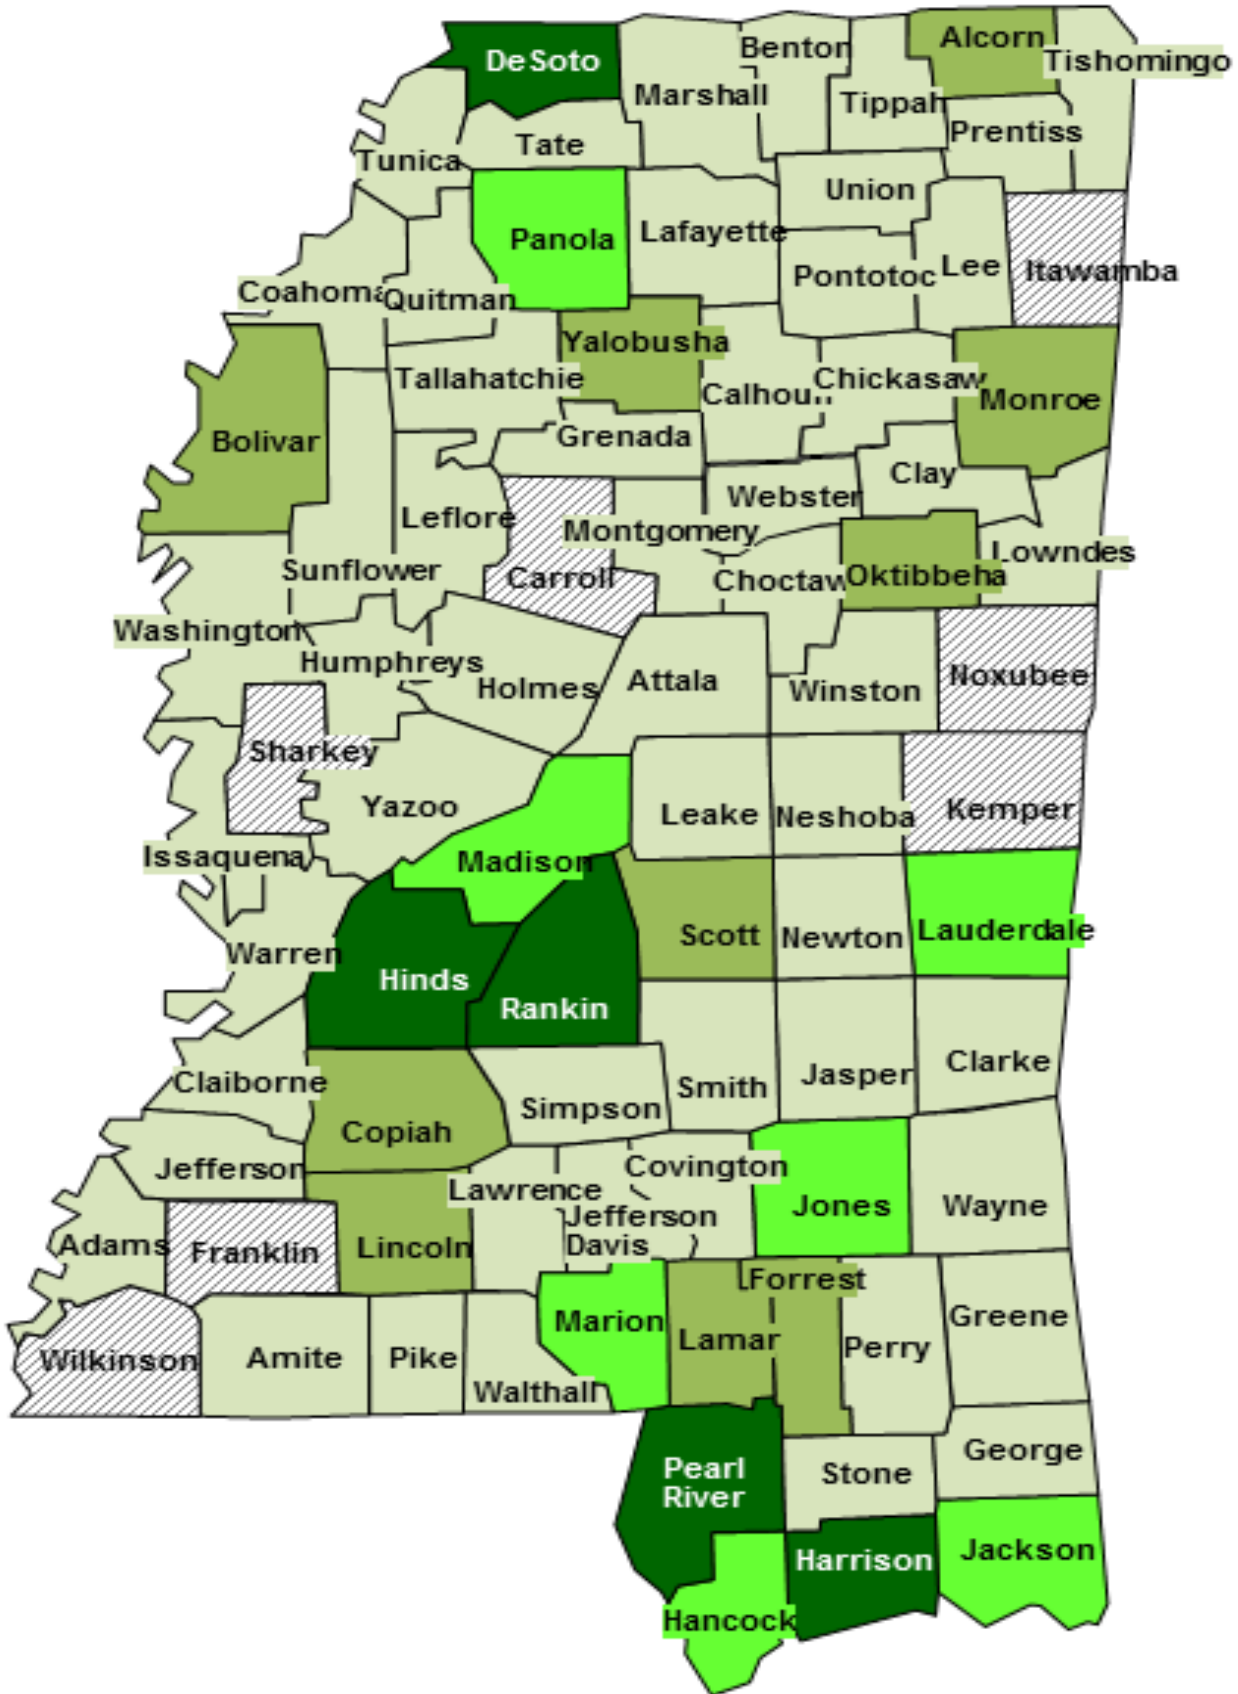 DeSoto
Benton
Alcorn
Tishomingo
Marshall
Tippah
Prentiss
Tunica
Tate
Union
Panola
Lafayette
Pontotoc
Lee
Itawamba
Coahoma
Quitman
Yalobusha
Tallahatchie
Calhoun
Chickasaw
Monroe
Bolivar
Grenada
Clay
Webster
Leflore
Montgomery
Lowndes
Sunflower
Carroll
Choctaw
Oktibbeha
Washington
Humphreys
Holmes
Attala
Winston
Noxubee
Sharkey
Yazoo
Leake
Neshoba
Kemper
Issaquena
Madison
Warren
Scott
Newton
Lauderdale
Hinds
Rankin
Claiborne
Smith
Jasper
Clarke
Copiah
Simpson
Jefferson
Lawrence
Covington
Jones
Wayne
Jefferson
Davis
Adams
Franklin
Lincoln
Forrest
Marion
Lamar
Perry
Greene
Wilkinson
Amite
Pike
Walthall
Pearl
River
Stone
George
Harrison
Jackson
Hancock